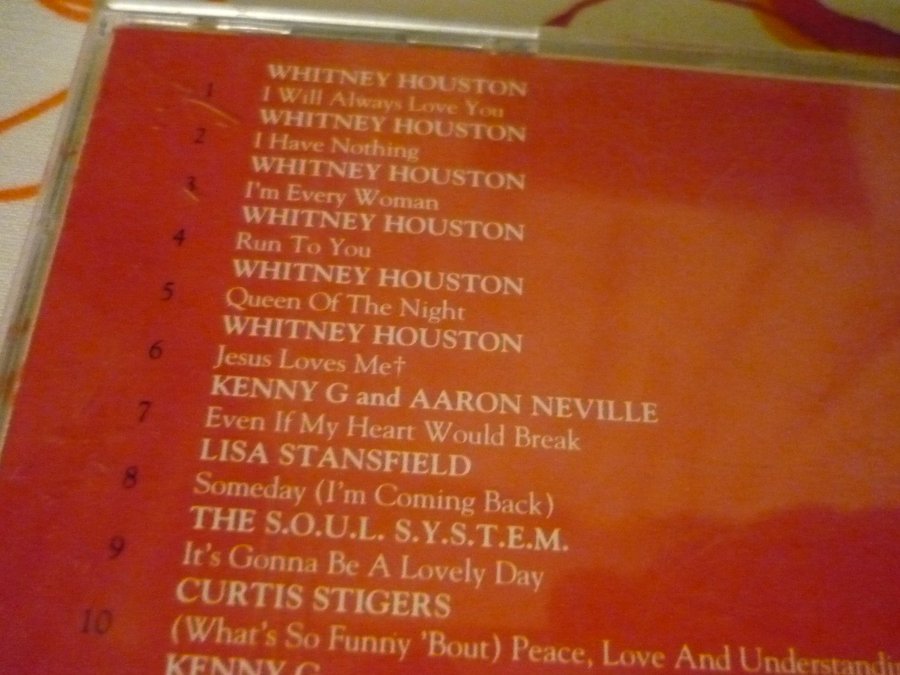 1 WHITNEY HOUSTON
I Will Always Love You
2 WHITNEY HOUSTON
I Have Nothing
3 WHITNEY HOUSTON
I'm Every Woman
4 WHITNEY HOUSTON
Run To You
5 WHITNEY HOUSTON
Queen Of The Night
6 WHITNEY HOUSTON
Jesus Loves Me†
7 KENNY G and AARON NEVILLE
Even If My Heart Would Break
8 LISA STANSFIELD
Someday (I'm Coming Back)
9 THE S.O.U.L. S.Y.S.T.E.M.
It's Gonna Be A Lovely Day
10 CURTIS STIGERS
(What's So Funny 'Bout) Peace, Love And Understandin
KENNY G